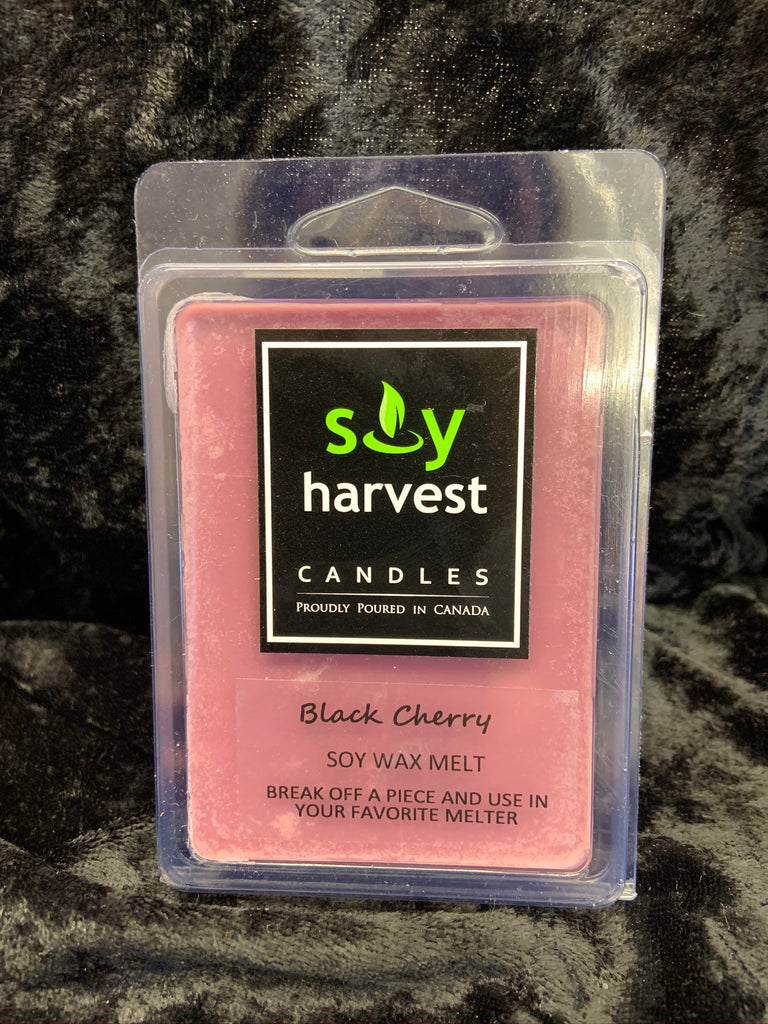 soy
harvest
CANDLES
PROUDLY POURED IN CANADA
Black Cherry
SOY WAX MELT
BREAK OFF A PIECE AND USE IN
YOUR FAVORITE MELTER